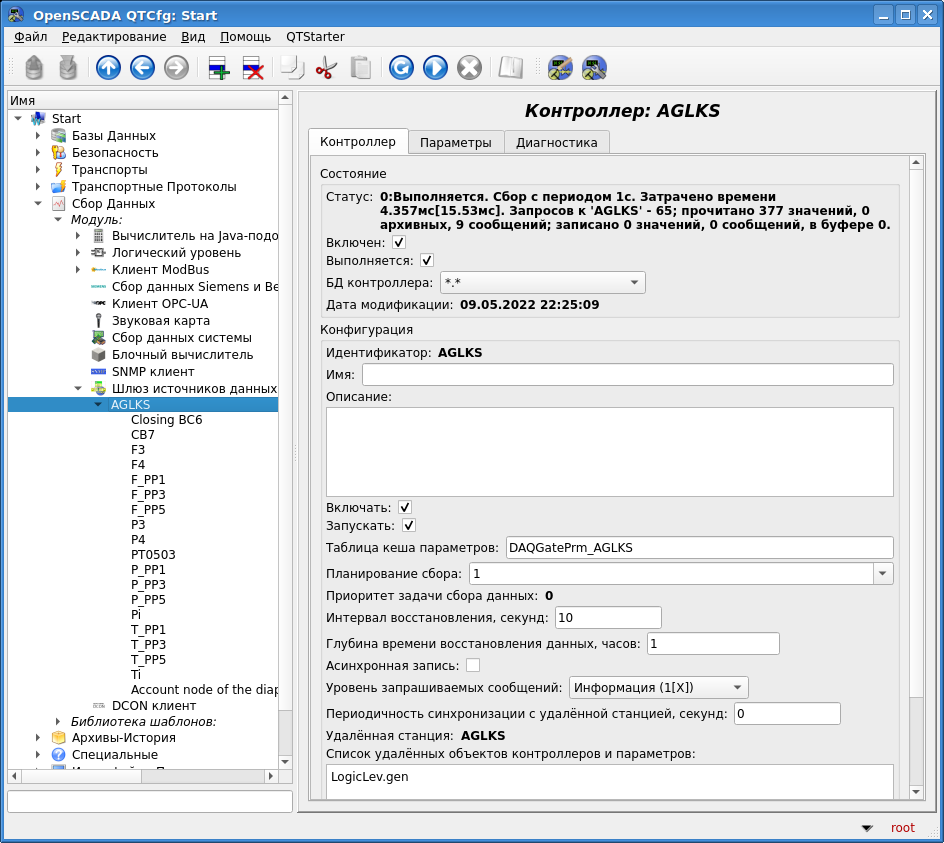 OpenSCADA QTCfg: Start
Файл Редактирование Вид Помощь QTStarter
Имя
Start
Базы Данных
Безопасность
Транспорты
Транспортные Протоколы
Сбор Данных
Модуль:
Вычислитель на Java-подо
Логический уровень
Клиент ModBus
Сбор данных Siemens и Be
Клиент OPC-UA
Звуковая карта
Сбор данных системы
Блочный вычислитель
SNMP клиент
Шлюз источников данных
AGLKS
Closing BC6
CB7
F3
F4
F_PP1
F_PP3
F_PP5
P3
P4
PT0503
P_PP1
P_PP3
P_PP5
Pi
T_PP1
T_PP3
T_PP5
Ti
Account node of the diap
DCON клиент
Библиотека шаблонов:
Архивы-История
Специальные
Контроллер: AGLKS
Контроллер Параметры Диагностика
Состояние
Статус: 0:Выполняется. Сбор с периодом 1с. Затрачено времени
4.357мс[15.53мс]. Запросов к 'AGLKS' - 65; прочитано 377 значений, 0
архивных, 9 сообщений; записано 0 значений, 0 сообщений, в буфере 0.
Включен:
Выполняется:
БД контроллера: *.*
Дата модификации: 09.05.2022 22:25:09
Конфигурация
Идентификатор: AGLKS
Имя:
Описание:
Включать:
Запускать:
Таблица кеша параметров: DAQGatePrm_AGLKS
Планирование сбора: 1
Приоритет задачи сбора данных: 0
Интервал восстановления, секунд: 10
Глубина времени восстановления данных, часов: 1
Асинхронная запись:
Уровень запрашиваемых сообщений: Информация (1[X])
Периодичность синхронизации с удалённой станцией, секунд: 0
Удалённая станция: AGLKS
Список удалённых объектов контроллеров и параметров:
LogicLev.gen
root